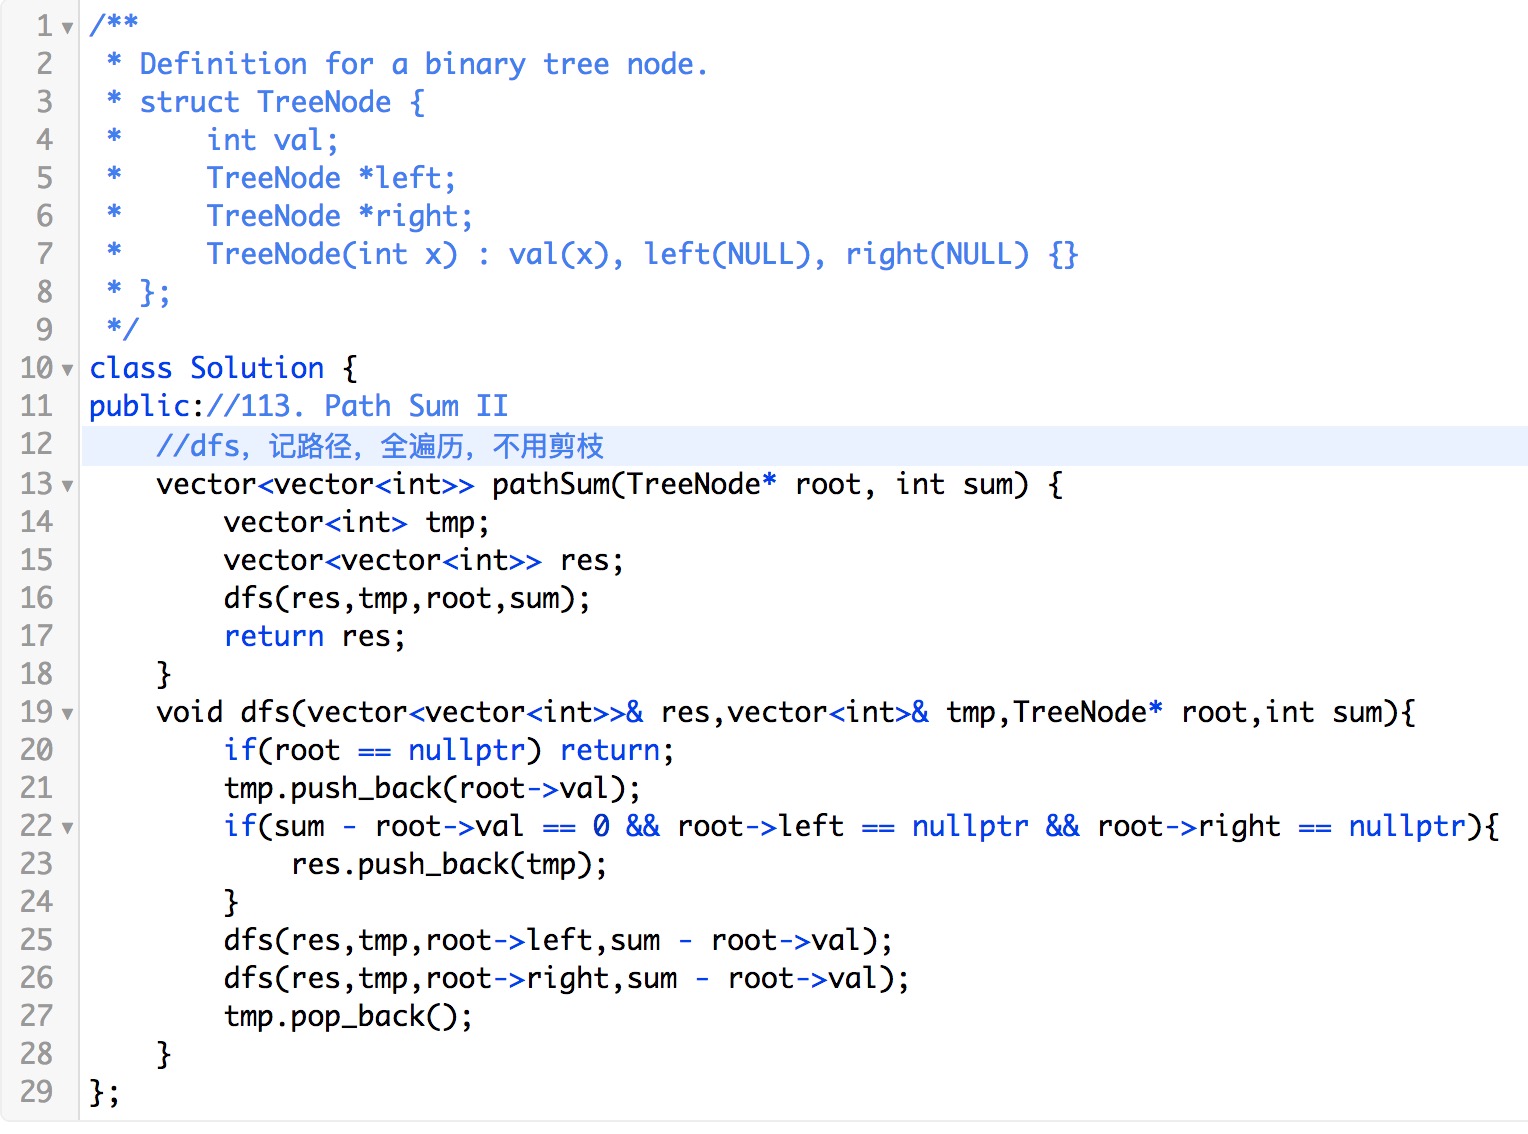 1 /**
2  * Definition for a binary tree node.
3  * struct TreeNode {
4  *     int val;
5  *     TreeNode *left;
6  *     TreeNode *right;
7  *     TreeNode(int x) : val(x), left(NULL), right(NULL) {}
8  * };
9  */
10 class Solution {
11 public://113. Path Sum II
12     //dfs，记路径，全遍历，不用剪枝
13     vector<vector<int>> pathSum(TreeNode* root, int sum) {
14         vector<int> tmp;
15         vector<vector<int>> res;
16         dfs(res,tmp,root,sum);
17         return res;
18     }
19     void dfs(vector<vector<int>>& res,vector<int>& tmp,TreeNode* root,int sum){
20         if(root == nullptr) return;
21         tmp.push_back(root->val);
22         if(sum - root->val == 0 && root->left == nullptr && root->right == nullptr){
23             res.push_back(tmp);
24         }
25         dfs(res,tmp,root->left,sum - root->val);
26         dfs(res,tmp,root->right,sum - root->val);
27         tmp.pop_back();
28     }
29 };